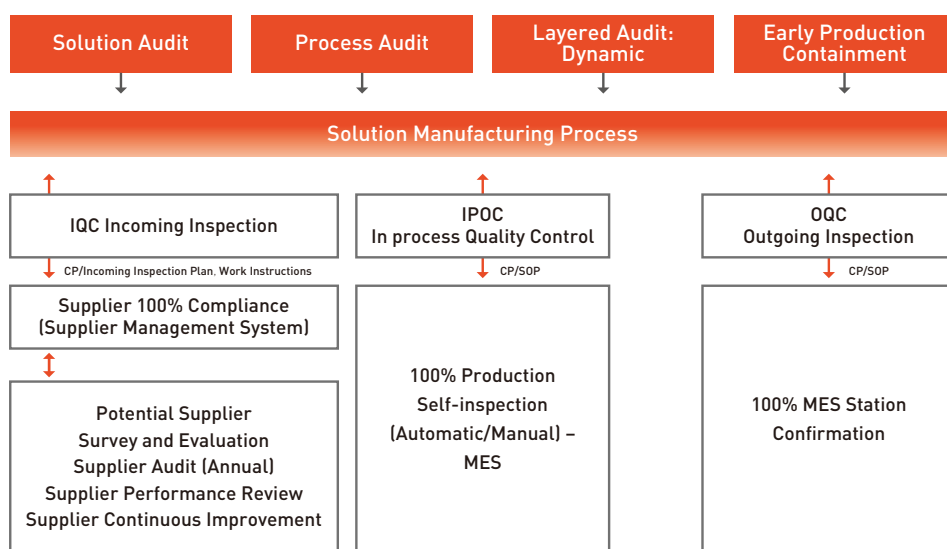 Solution Audit
Process Audit
Layered Audit:
Dynamic
Early Production
Containment
Solution Manufacturing Process
IQC Incoming Inspection
IPOC
In process Quality Control
OQC
Outgoing Inspection
CP/Incoming Inspection Plan, Work Instructions
CP/SOP
CP/SOP
Supplier 100% Compliance
(Supplier Management System)
Potential Supplier
Survey and Evaluation
Supplier Audit (Annual)
Supplier Performance Review
Supplier Continuous Improvement
100% Production
Self-inspection
(Automatic/Manual) –
MES
100% MES Station
Confirmation